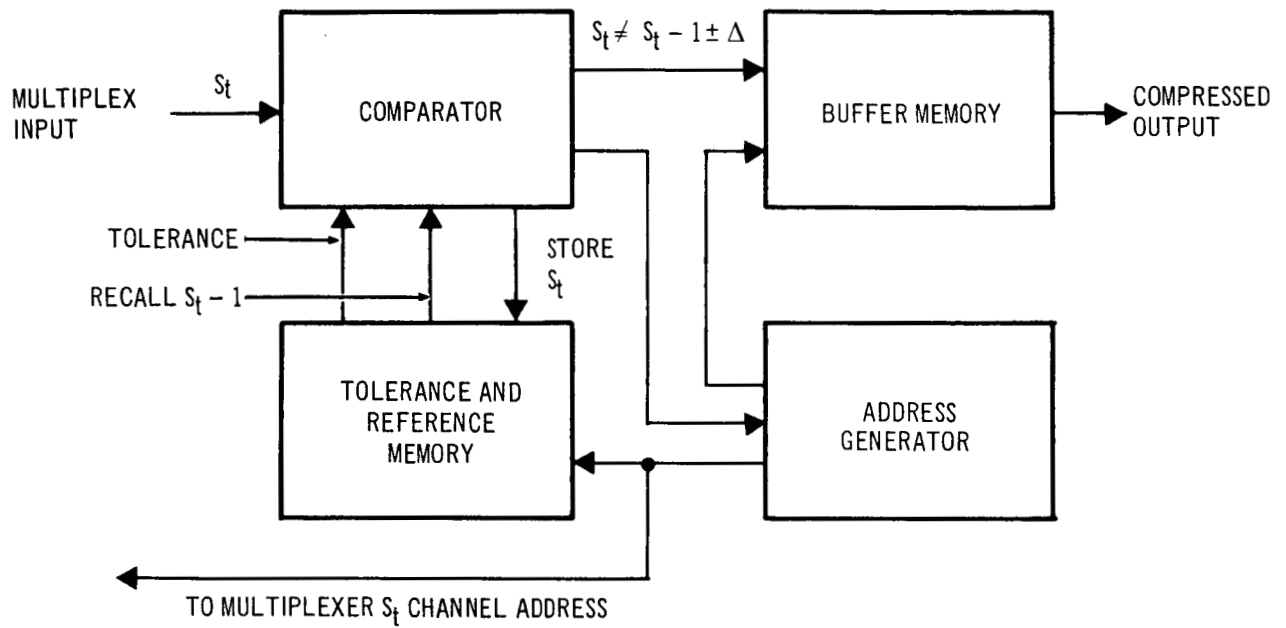 S_t ≠ S_t - 1 ± Δ
MULTIPLEX
INPUT
S_t
COMPARATOR
BUFFER MEMORY
COMPRESSED
OUTPUT
TOLERANCE
STORE
S_t
RECALL S_t - 1
TOLERANCE AND
REFERENCE
MEMORY
ADDRESS
GENERATOR
TO MULTIPLEXER S_t CHANNEL ADDRESS